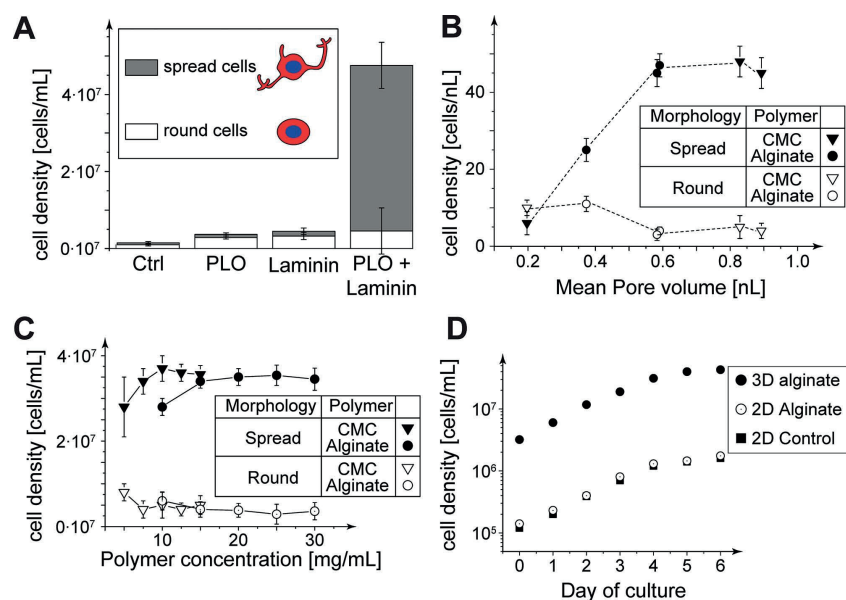 A
cell density [cells/mL]
4·10⁷
2·10⁷
0·10⁷
spread cells
round cells
Ctrl
PLO
Laminin
PLO +
Laminin
B
cell density [cells/nL]
60
40
20
0
0.2
0.4
0.6
0.8
1.0
Mean Pore volume [nL]
Morphology Polymer
Spread CMC
Alginate
Round CMC
Alginate
C
cell density [cells/mL]
4·10⁷
2·10⁷
0·10⁷
10
20
30
Polymer concentration [mg/mL]
Morphology Polymer
Spread CMC
Alginate
Round CMC
Alginate
D
cell density [cells/mL]
10⁷
10⁶
10⁵
0
1
2
3
4
5
6
Day of culture
3D alginate
2D Alginate
2D Control